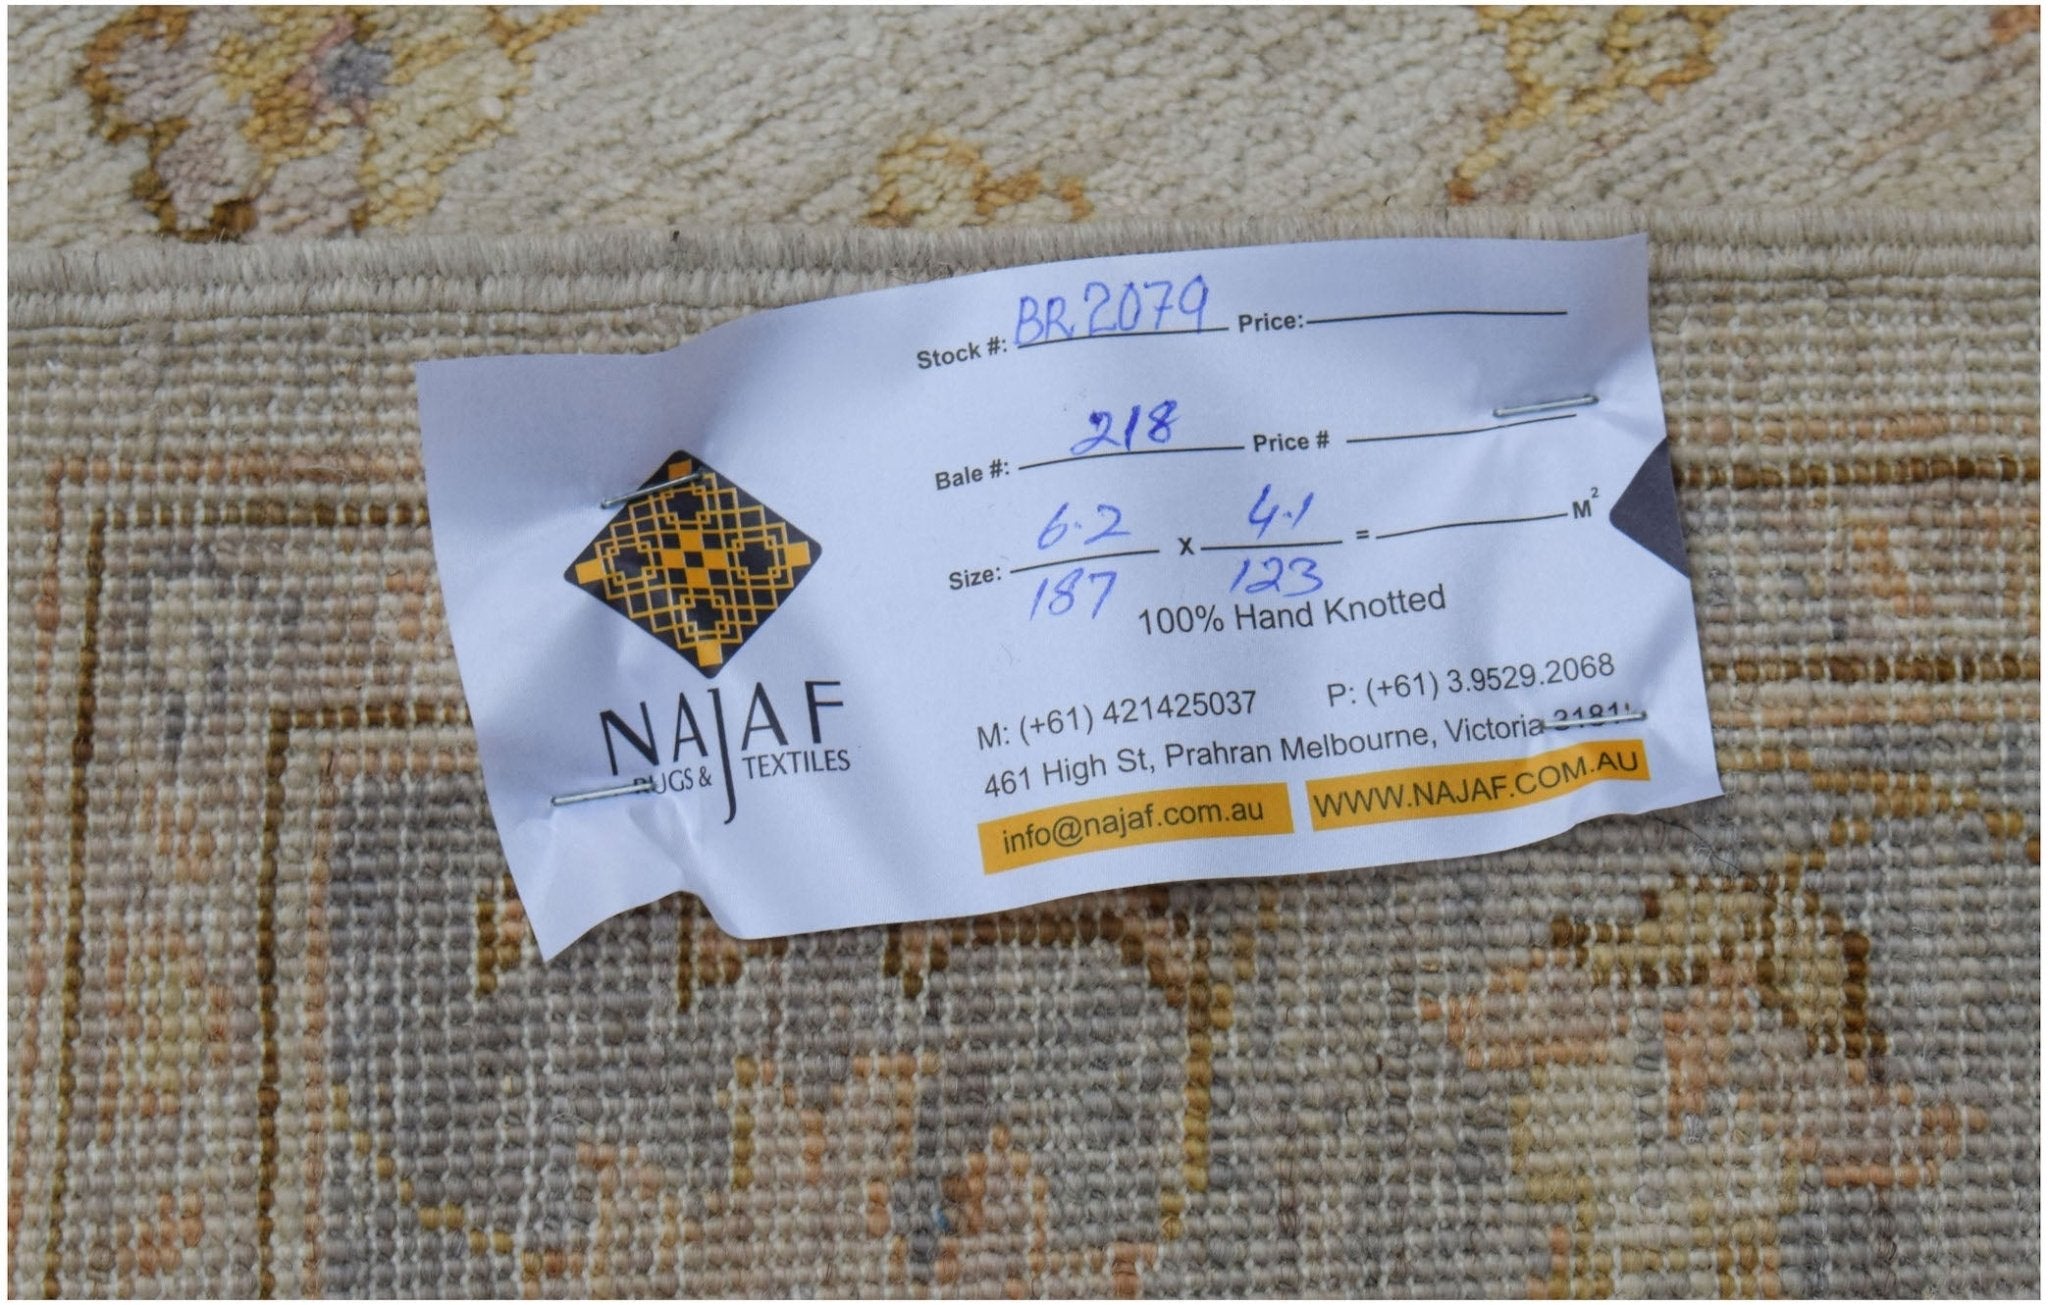 Stock #: BR2079 Price:
Bale #: 218 Price #
Size: 6.2 x 4.1 = M²
187 123
100% Hand Knotted
NAJAF
RUGS & TEXTILES
M: (+61) 421425037 P: (+61) 3.9529.2068
461 High St, Prahran Melbourne, Victoria 3181
info@najaf.com.au WWW.NAJAF.COM.AU